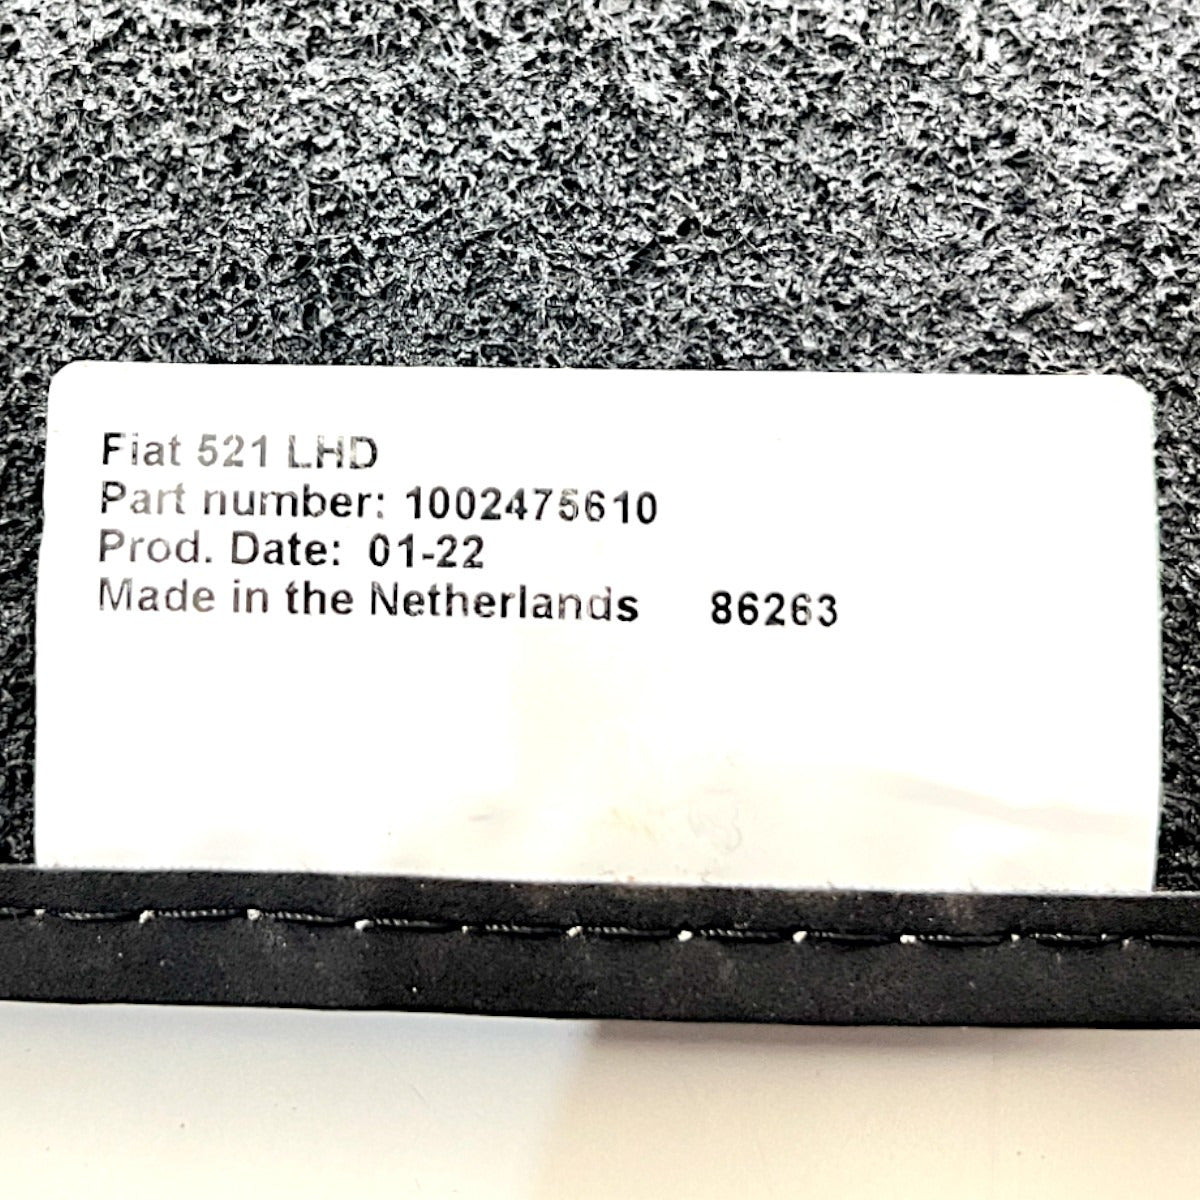 Fiat 521 LHD
Part number: 1002475610
Prod. Date: 01-22
Made in the Netherlands 86263